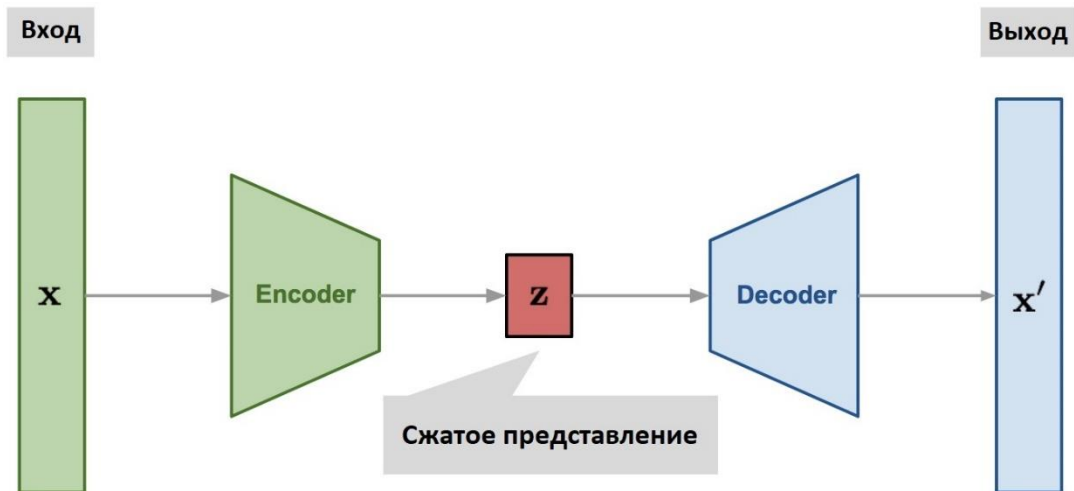 Вход
Выход
x
Encoder
z
Decoder
x′
Сжатое представление